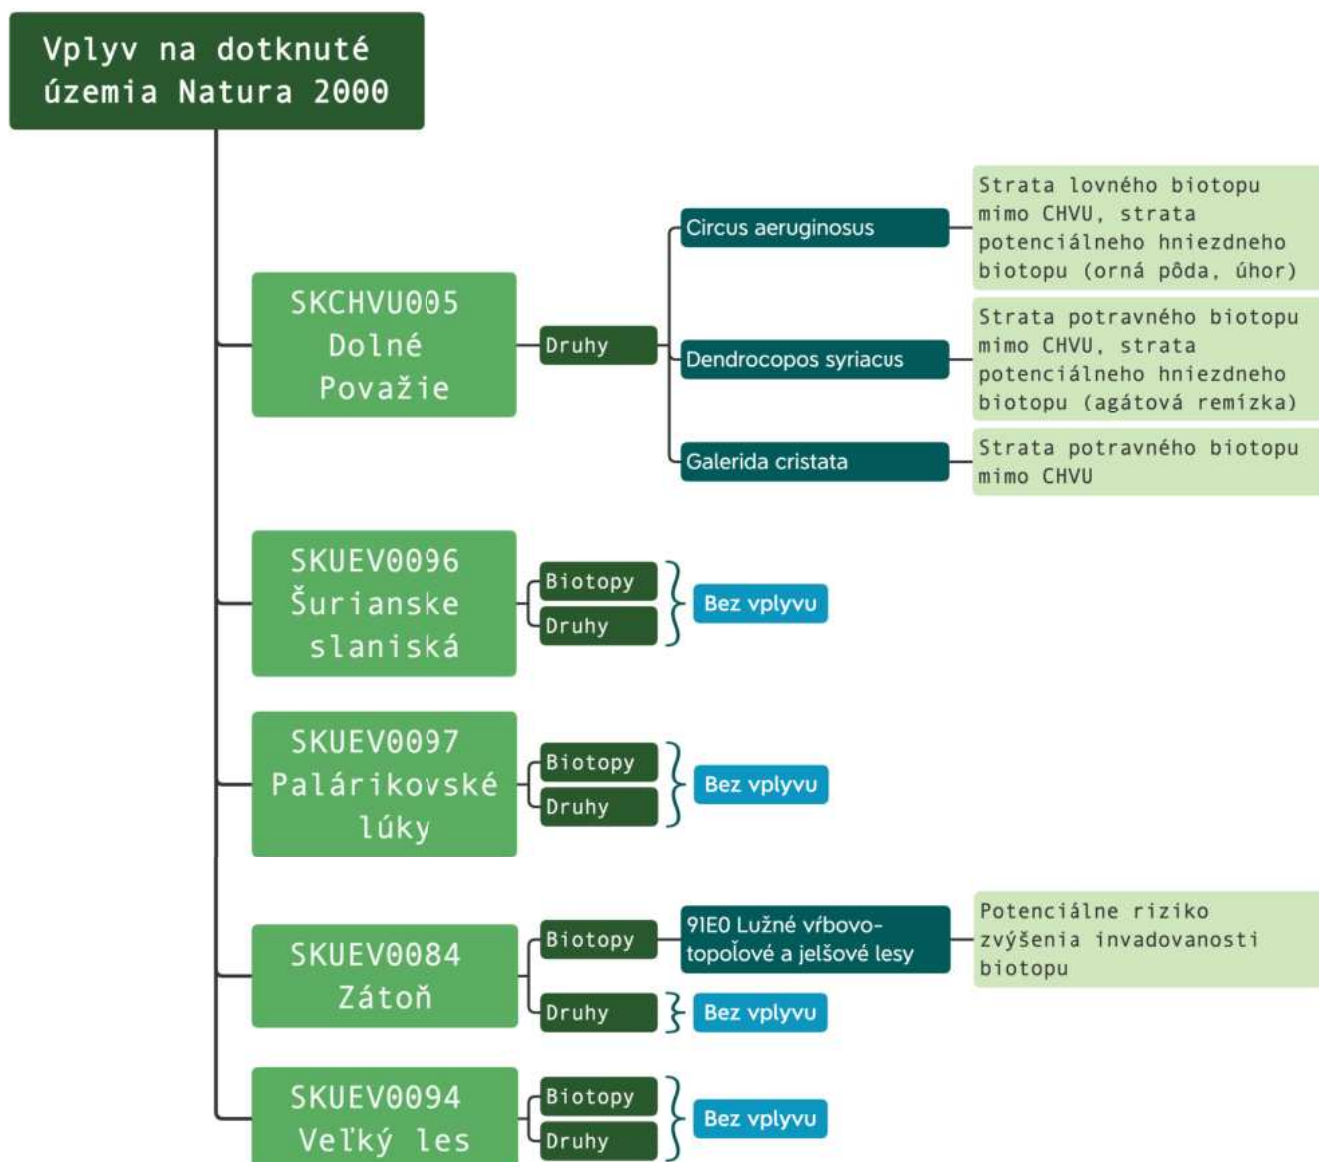 Vplyv na dotknuté
územia Natura 2000
SKCHVU005
Dolné
Považie
Druhy
Circus aeruginosus
Strata lovného biotopu
mimo CHVU, strata
potenciálneho hniezdneho
biotopu (orná pôda, úhor)
Dendrocopos syriacus
Strata potravného biotopu
mimo CHVU, strata
potenciálneho hniezdneho
biotopu (agátová remízka)
Galerida cristata
Strata potravného biotopu
mimo CHVU
SKUEV0096
Šurianske
slaniská
Biotopy
Druhy
Bez vplyvu
SKUEV0097
Palárikovské
lúky
Biotopy
Druhy
Bez vplyvu
SKUEV0084
Zátoň
Biotopy
91E0 Lužné vŕbovo-
topoľové a jelšové lesy
Potenciálne riziko
zvýšenia invadovanosti
biotopu
Druhy
Bez vplyvu
SKUEV0094
Veľký les
Biotopy
Druhy
Bez vplyvu